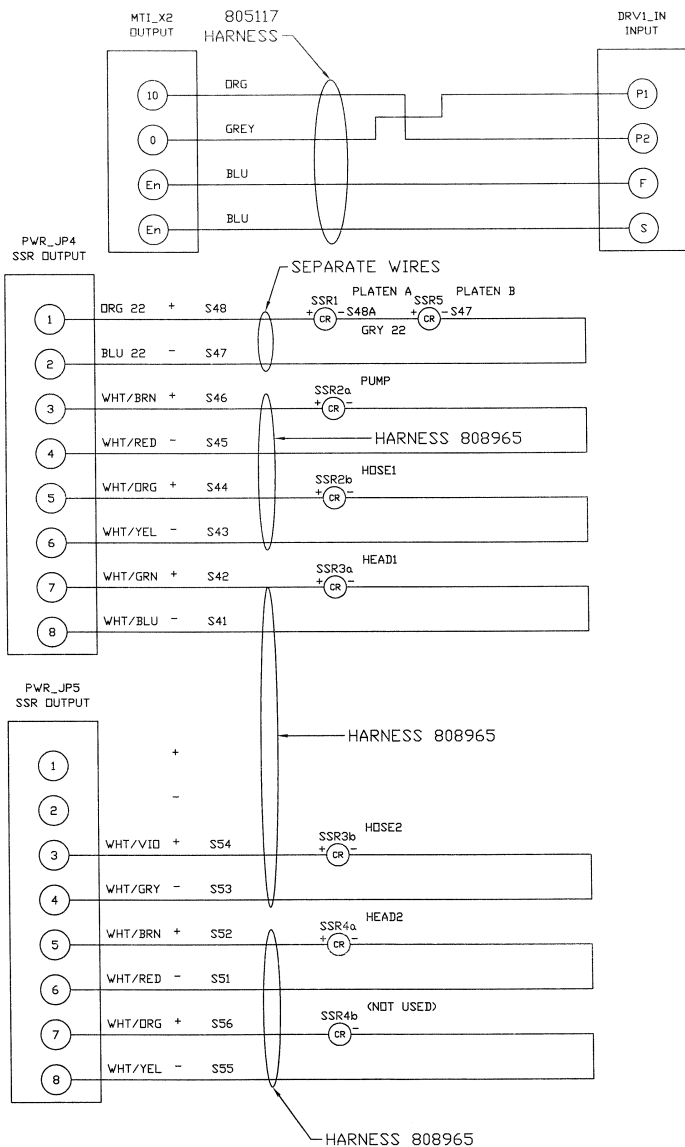 805117
HARNESS
MTI_X2
OUTPUT
DRV1_IN
INPUT
10 ORG P1
0 GREY P2
En BLU F
En BLU S
PWR_JP4
SSR OUTPUT
SEPARATE WIRES
PLATEN A PLATEN B
SSR1 SSR5
1 ORG 22 + S48 + CR - S48A + CR - S47
GRY 22
2 BLU 22 - S47
PUMP
SSR2a
3 WHT/BRN + S46 + CR -
HARNESS 808965
4 WHT/RED - S45
HOSE1
SSR2b
5 WHT/ORG + S44 + CR -
6 WHT/YEL - S43
HEAD1
SSR3a
7 WHT/GRN + S42 + CR -
8 WHT/BLU - S41
PWR_JP5
SSR OUTPUT
HARNESS 808965
1 +
2 -
HOSE2
SSR3b
3 WHT/VIO + S54 + CR -
4 WHT/GRY - S53
HEAD2
SSR4a
5 WHT/BRN + S52 + CR -
6 WHT/RED - S51
(NOT USED)
SSR4b
7 WHT/ORG + S56 + CR -
8 WHT/YEL - S55
HARNESS 808965